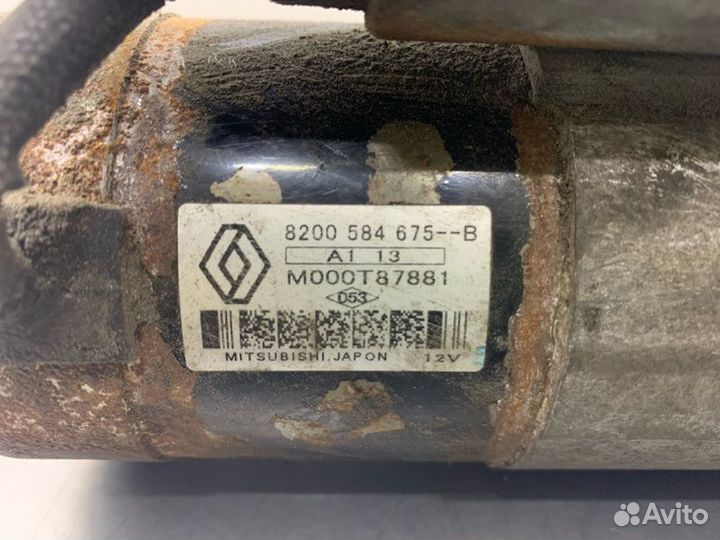 8200 584 675--B
A1 13
M000T87881
D53
MITSUBISHI.JAPON 12V
Avito